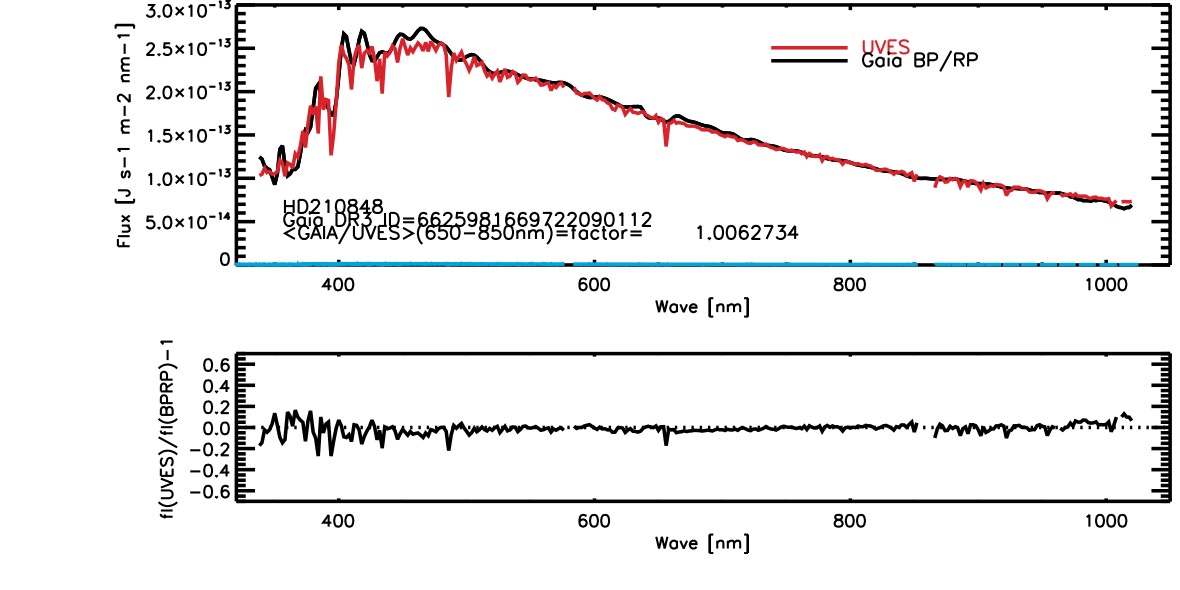 3.0×10−13
2.5×10−13
2.0×10−13
1.5×10−13
1.0×10−13
5.0×10−14
0
Flux [J s−1 m−2 nm−1]
UVES
Gaia BP/RP
HD210848
Gaia DR3 ID=6625981669722090112
<GAIA/UVES>(650−850nm)=factor= 1.0062734
400 600 800 1000
Wave [nm]
0.6
0.4
0.2
0.0
−0.2
−0.4
−0.6
fl(UVES)/fl(BPRP)−1
400 600 800 1000
Wave [nm]